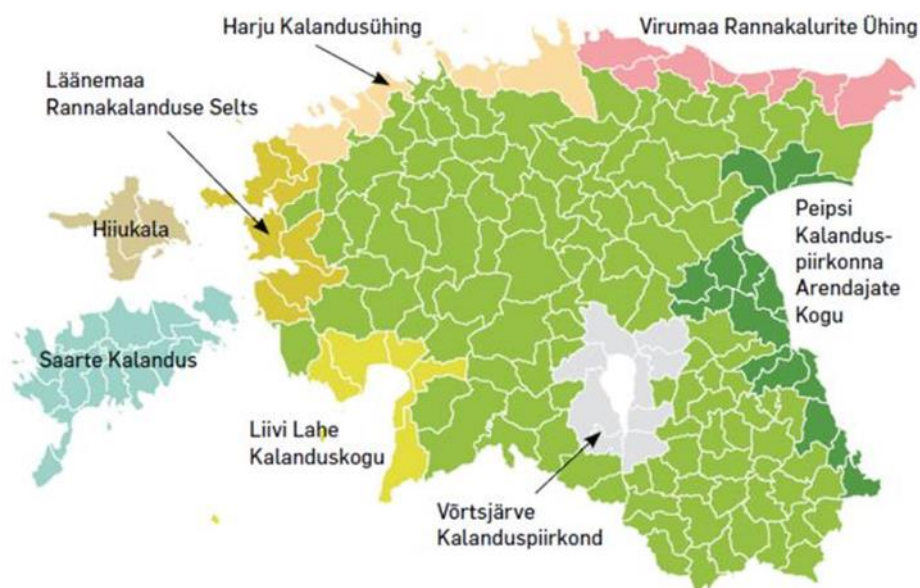 Harju Kalandusühing
Virumaa Rannakalurite Ühing
Läänemaa
Rannakalanduse Selts
Hiiukala
Peipsi
Kalandus-
piirkonna
Arendajate
Kogu
Saarte Kalandus
Liivi Lahe
Kalanduskogu
Võrtsjärve
Kalanduspiirkond